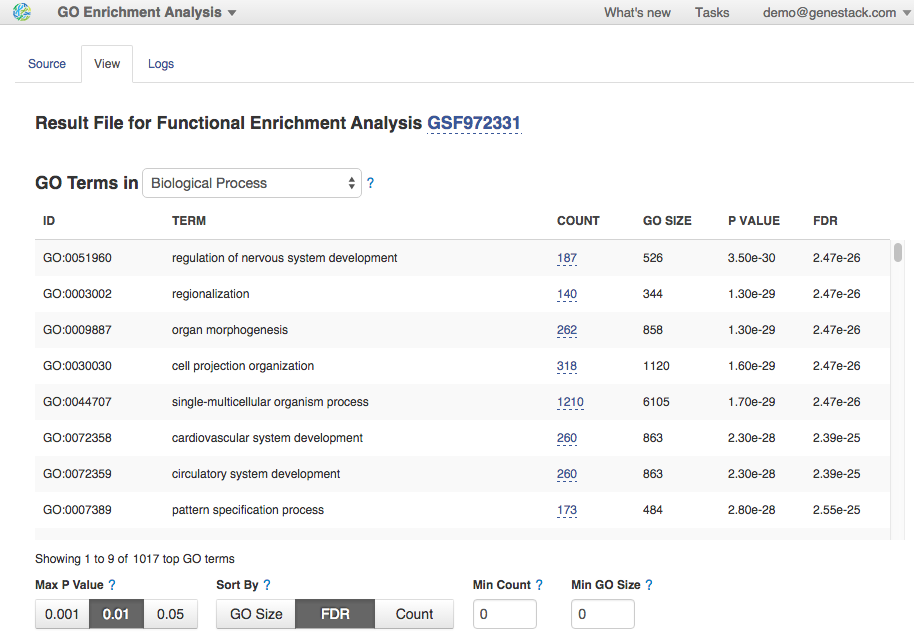 GO Enrichment Analysis What's new Tasks demo@genestack.com
Source View Logs
Result File for Functional Enrichment Analysis GSF972331
GO Terms in Biological Process ?
ID TERM COUNT GO SIZE P VALUE FDR
GO:0051960 regulation of nervous system development 187 526 3.50e-30 2.47e-26
GO:0003002 regionalization 140 344 1.30e-29 2.47e-26
GO:0009887 organ morphogenesis 262 858 1.30e-29 2.47e-26
GO:0030030 cell projection organization 318 1120 1.60e-29 2.47e-26
GO:0044707 single-multicellular organism process 1210 6105 1.70e-29 2.47e-26
GO:0072358 cardiovascular system development 260 863 2.30e-28 2.39e-25
GO:0072359 circulatory system development 260 863 2.30e-28 2.39e-25
GO:0007389 pattern specification process 173 484 2.80e-28 2.55e-25
Showing 1 to 9 of 1017 top GO terms
Max P Value ? Sort By ? Min Count ? Min GO Size ?
0.001 0.01 0.05 GO Size FDR Count 0 0